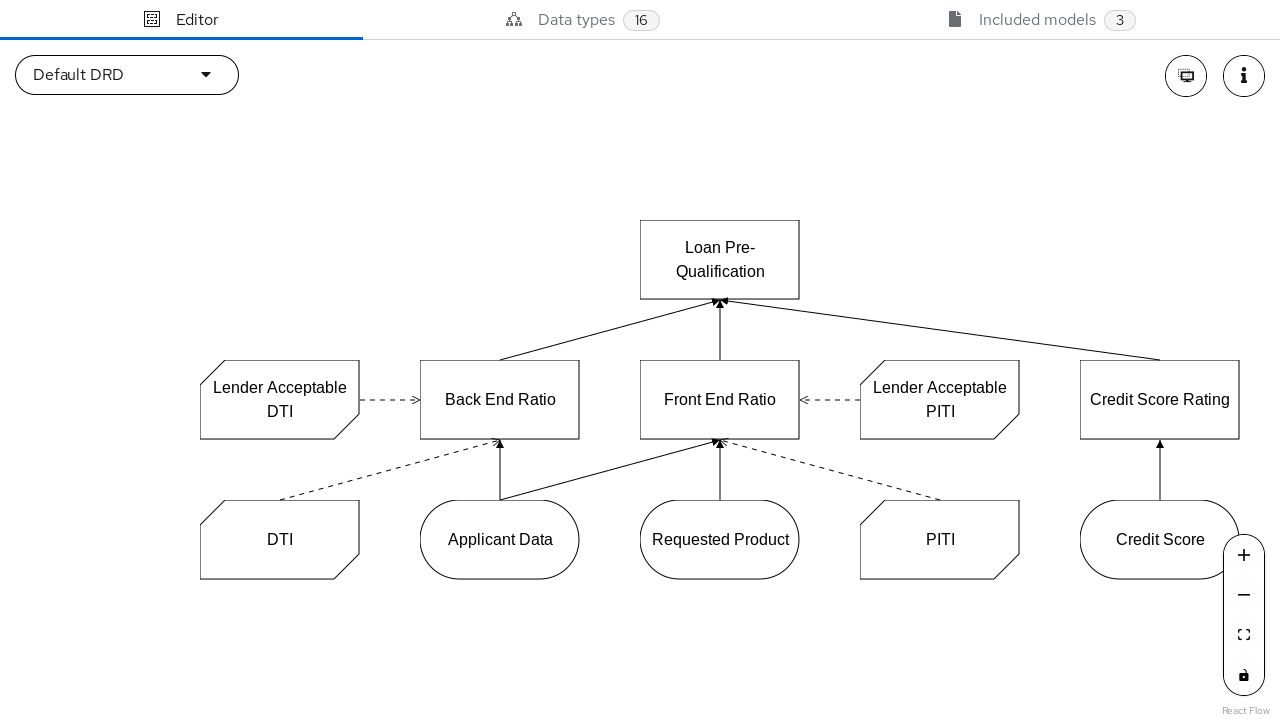 Editor
Data types 16
Included models 3
Default DRD
Loan Pre-
Qualification
Lender Acceptable
DTI
Back End Ratio
Front End Ratio
Lender Acceptable
PITI
Credit Score Rating
DTI
Applicant Data
Requested Product
PITI
Credit Score
React Flow